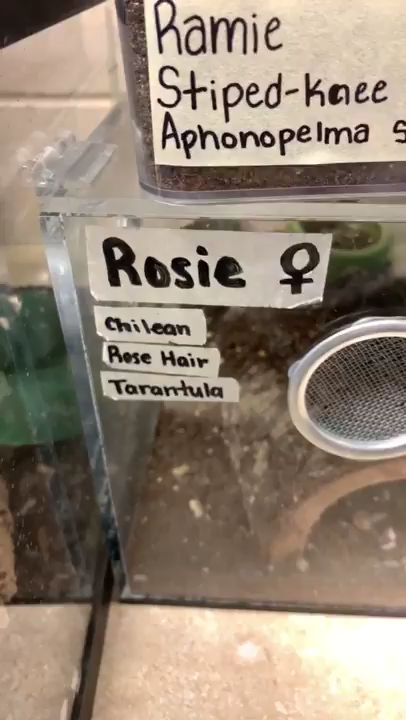 Ramie
Stiped-knee
Aphonopelma s
Rosie ♀
Chilean
Rose Hair
Tarantula